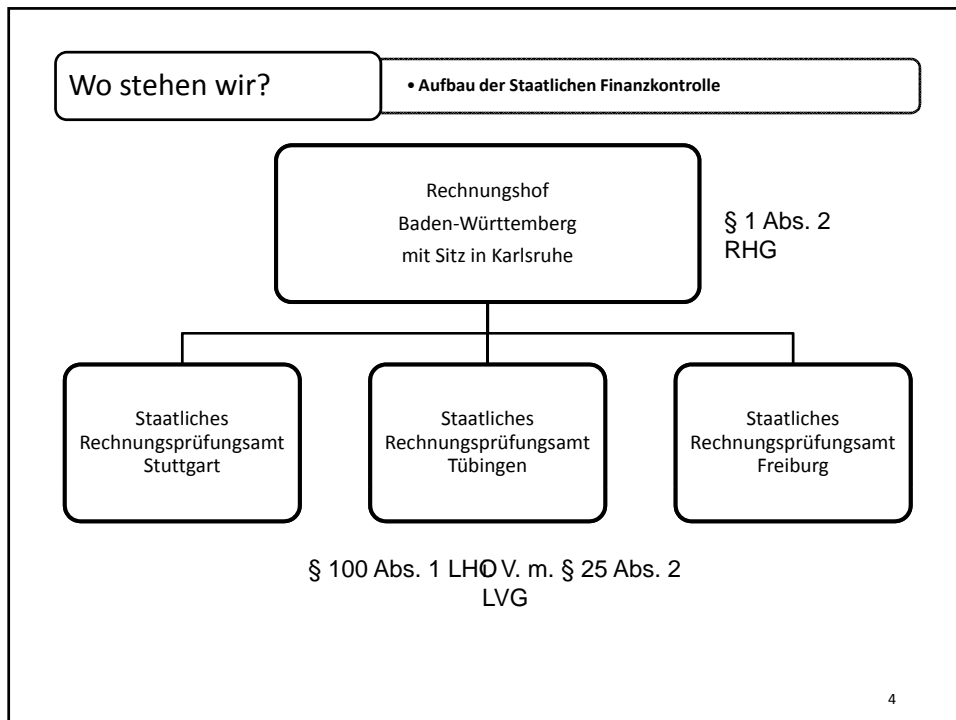 Wo stehen wir?
• Aufbau der Staatlichen Finanzkontrolle
Rechnungshof
Baden-Württemberg
mit Sitz in Karlsruhe
§ 1 Abs. 2
RHG
Staatliches
Rechnungsprüfungsamt
Stuttgart
Staatliches
Rechnungsprüfungsamt
Tübingen
Staatliches
Rechnungsprüfungsamt
Freiburg
§ 100 Abs. 1 LHO i. V. m. § 25 Abs. 2
LVG
4